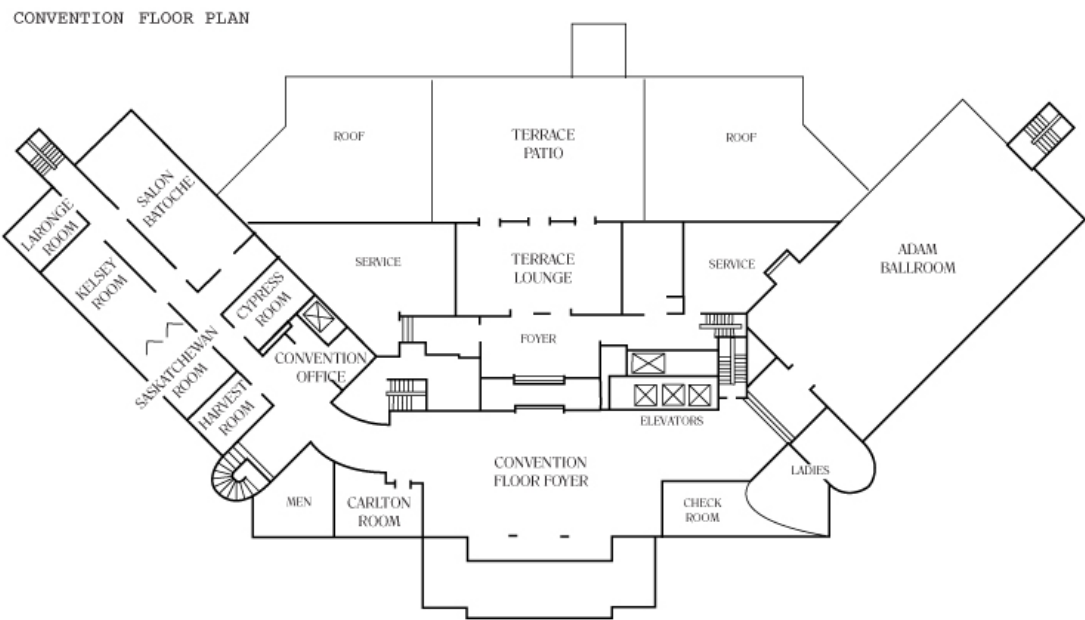 CONVENTION FLOOR PLAN
ROOF
TERRACE
PATIO
ROOF
SALON
BATOCHE
LARONGE
ROOM
KELSEY
ROOM
SERVICE
TERRACE
LOUNGE
SERVICE
ADAM
BALLROOM
CYPRESS
ROOM
FOYER
SASKATCHEWAN
ROOM
CONVENTION
OFFICE
HARVEST
ROOM
ELEVATORS
CONVENTION
FLOOR FOYER
LADIES
MEN
CARLTON
ROOM
CHECK
ROOM